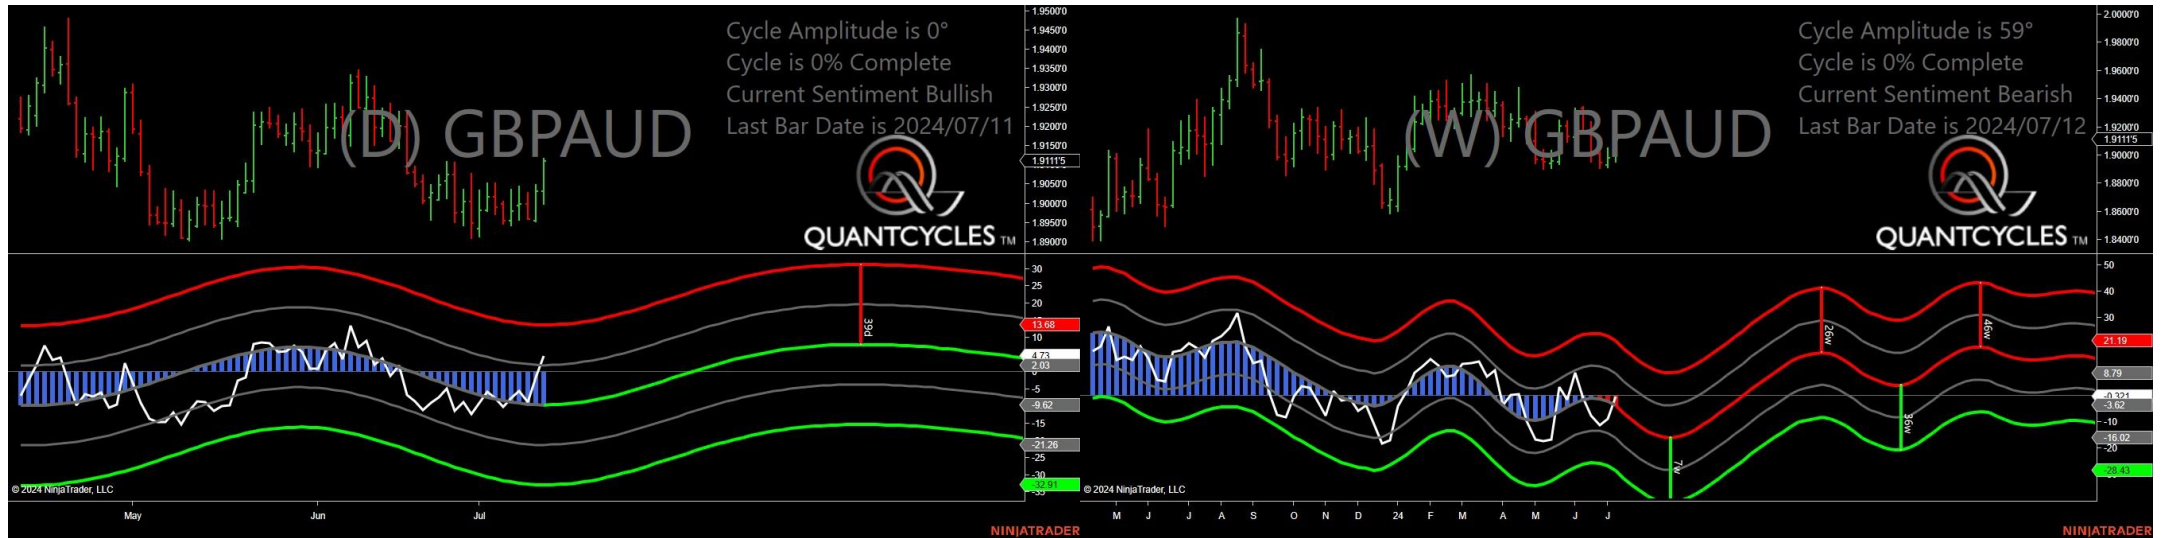 Cycle Amplitude is 0°
Cycle is 0% Complete
Current Sentiment Bullish
Last Bar Date is 2024/07/11
(D) GBPAUD
QUANTCYCLES TM
1.9500'0
1.9450'0
1.9400'0
1.9350'0
1.9300'0
1.9250'0
1.9200'0
1.9150'0
1.9111'5
1.9050'0
1.9000'0
1.8950'0
1.8900'0
30
25
20
13.68
10
4.73
2.03
0
-5
-9.62
-15
-21.26
-25
-30
-32.91
39d
© 2024 NinjaTrader, LLC
May
Jun
Jul
NINJATRADER
Cycle Amplitude is 59°
Cycle is 0% Complete
Current Sentiment Bearish
Last Bar Date is 2024/07/12
(W) GBPAUD
QUANTCYCLES TM
2.0000'0
1.9800'0
1.9600'0
1.9400'0
1.9200'0
1.9111'5
1.9000'0
1.8800'0
1.8600'0
1.8400'0
50
40
30
21.19
8.79
-0.321
-3.62
-10
-16.02
-20
-28.43
7w
26w
36w
46w
© 2024 NinjaTrader, LLC
M
J
J
A
S
O
N
D
24
F
M
A
M
J
J
NINJATRADER